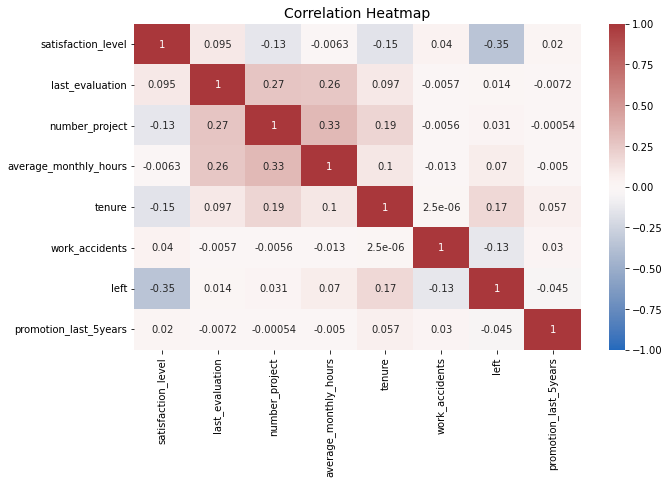 Correlation Heatmap
satisfaction_level 1 0.095 -0.13 -0.0063 -0.15 0.04 -0.35 0.02
last_evaluation 0.095 1 0.27 0.26 0.097 -0.0057 0.014 -0.0072
number_project -0.13 0.27 1 0.33 0.19 -0.0056 0.031 -0.00054
average_monthly_hours -0.0063 0.26 0.33 1 0.1 -0.013 0.07 -0.005
tenure -0.15 0.097 0.19 0.1 1 2.5e-06 0.17 0.057
work_accidents 0.04 -0.0057 -0.0056 -0.013 2.5e-06 1 -0.13 0.03
left -0.35 0.014 0.031 0.07 0.17 -0.13 1 -0.045
promotion_last_5years 0.02 -0.0072 -0.00054 -0.005 0.057 0.03 -0.045 1
satisfaction_level
last_evaluation
number_project
average_monthly_hours
tenure
work_accidents
left
promotion_last_5years
1.00
0.75
0.50
0.25
0.00
-0.25
-0.50
-0.75
-1.00